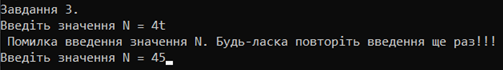 Завдання 3.
Введіть значення N = 4t
Помилка введення значення N. Будь-ласка повторіть введення ще раз!!!
Введіть значення N = 45